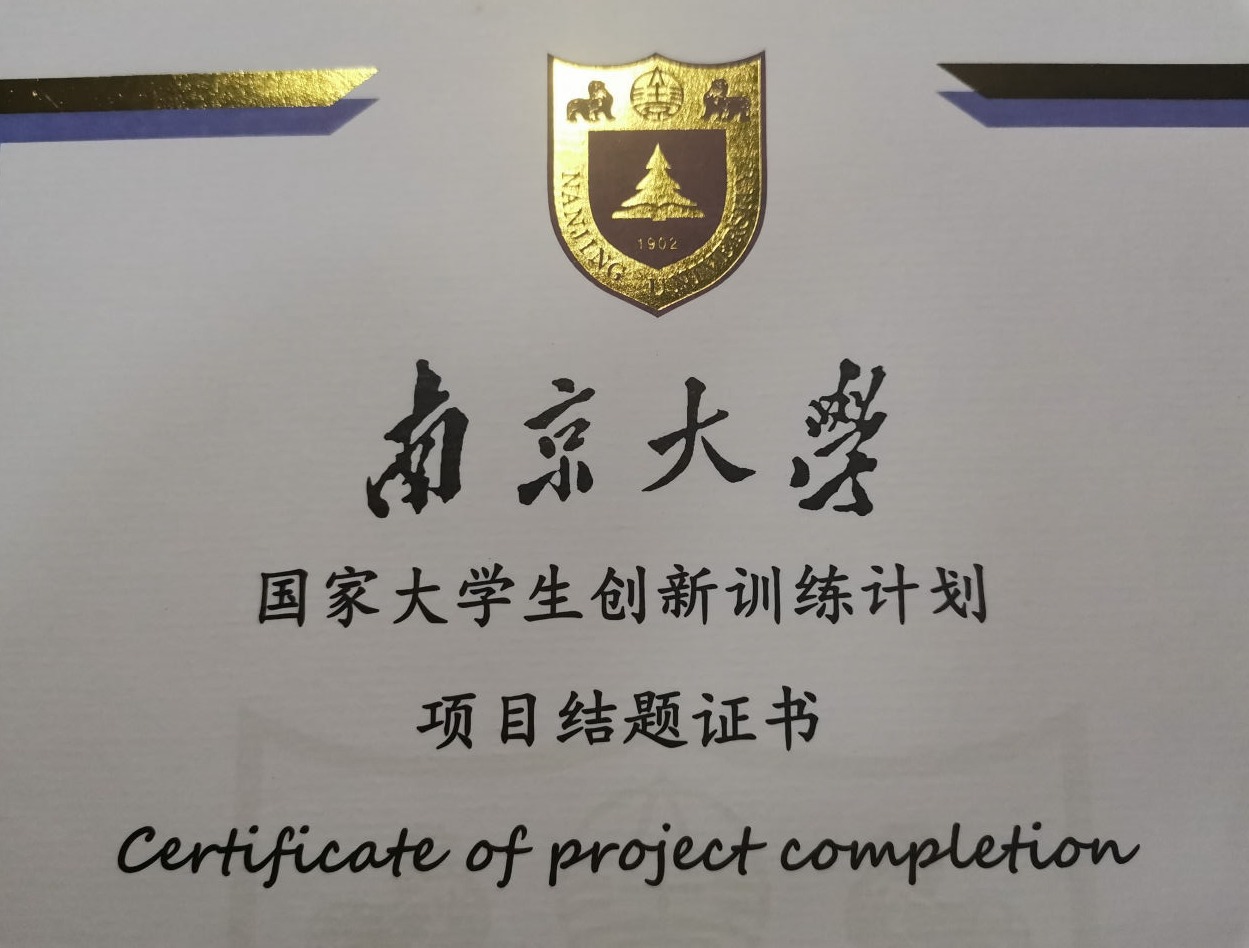 NANJING UNIVERSITY
1902
南京大學
国家大学生创新训练计划
项目结题证书
Certificate of project completion